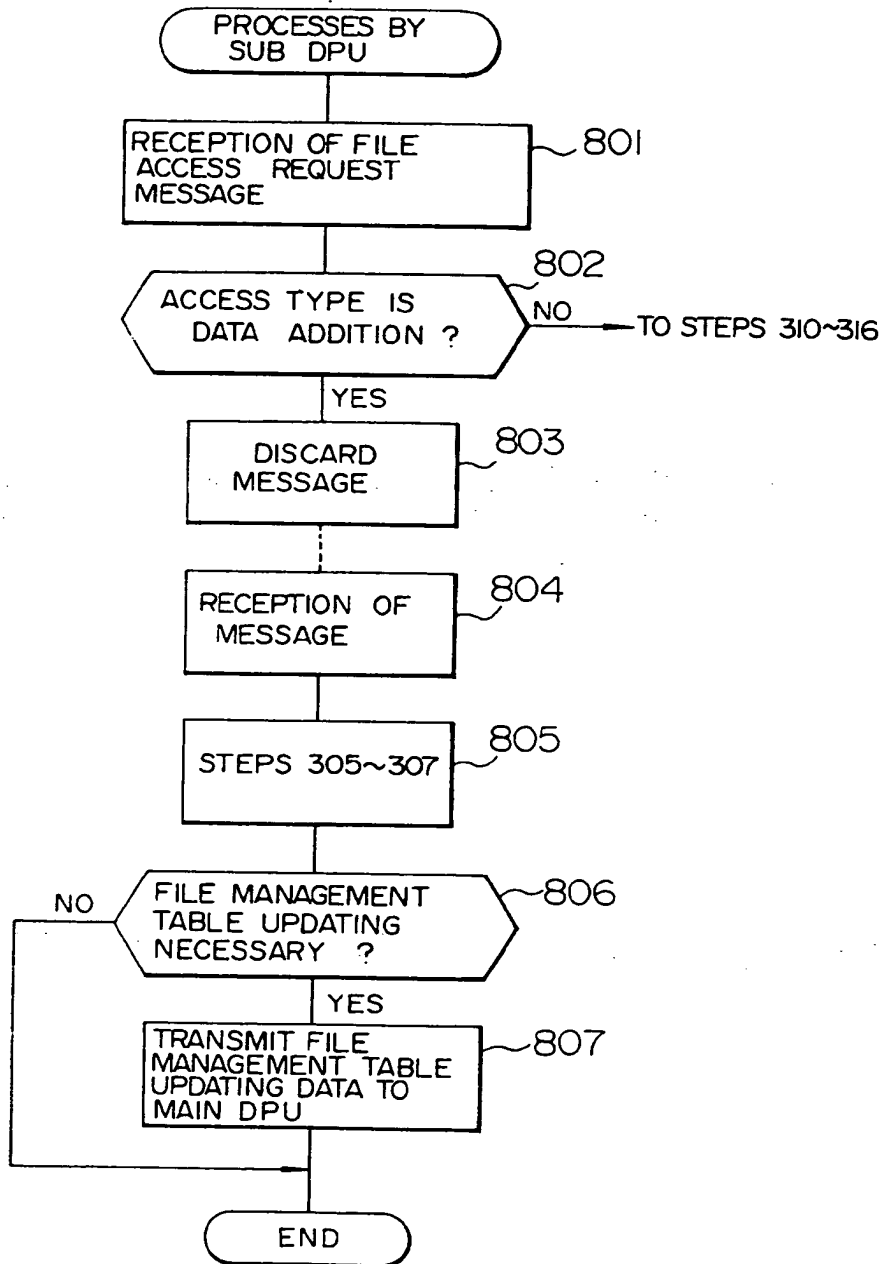 PROCESSES BY
SUB DPU
RECEPTION OF FILE
ACCESS REQUEST
MESSAGE
801
802
ACCESS TYPE IS
DATA ADDITION ?
NO
TO STEPS 310~316
YES
803
DISCARD
MESSAGE
804
RECEPTION OF
MESSAGE
805
STEPS 305~307
806
FILE MANAGEMENT
TABLE UPDATING
NECESSARY ?
NO
YES
807
TRANSMIT FILE
MANAGEMENT TABLE
UPDATING DATA TO
MAIN DPU
END